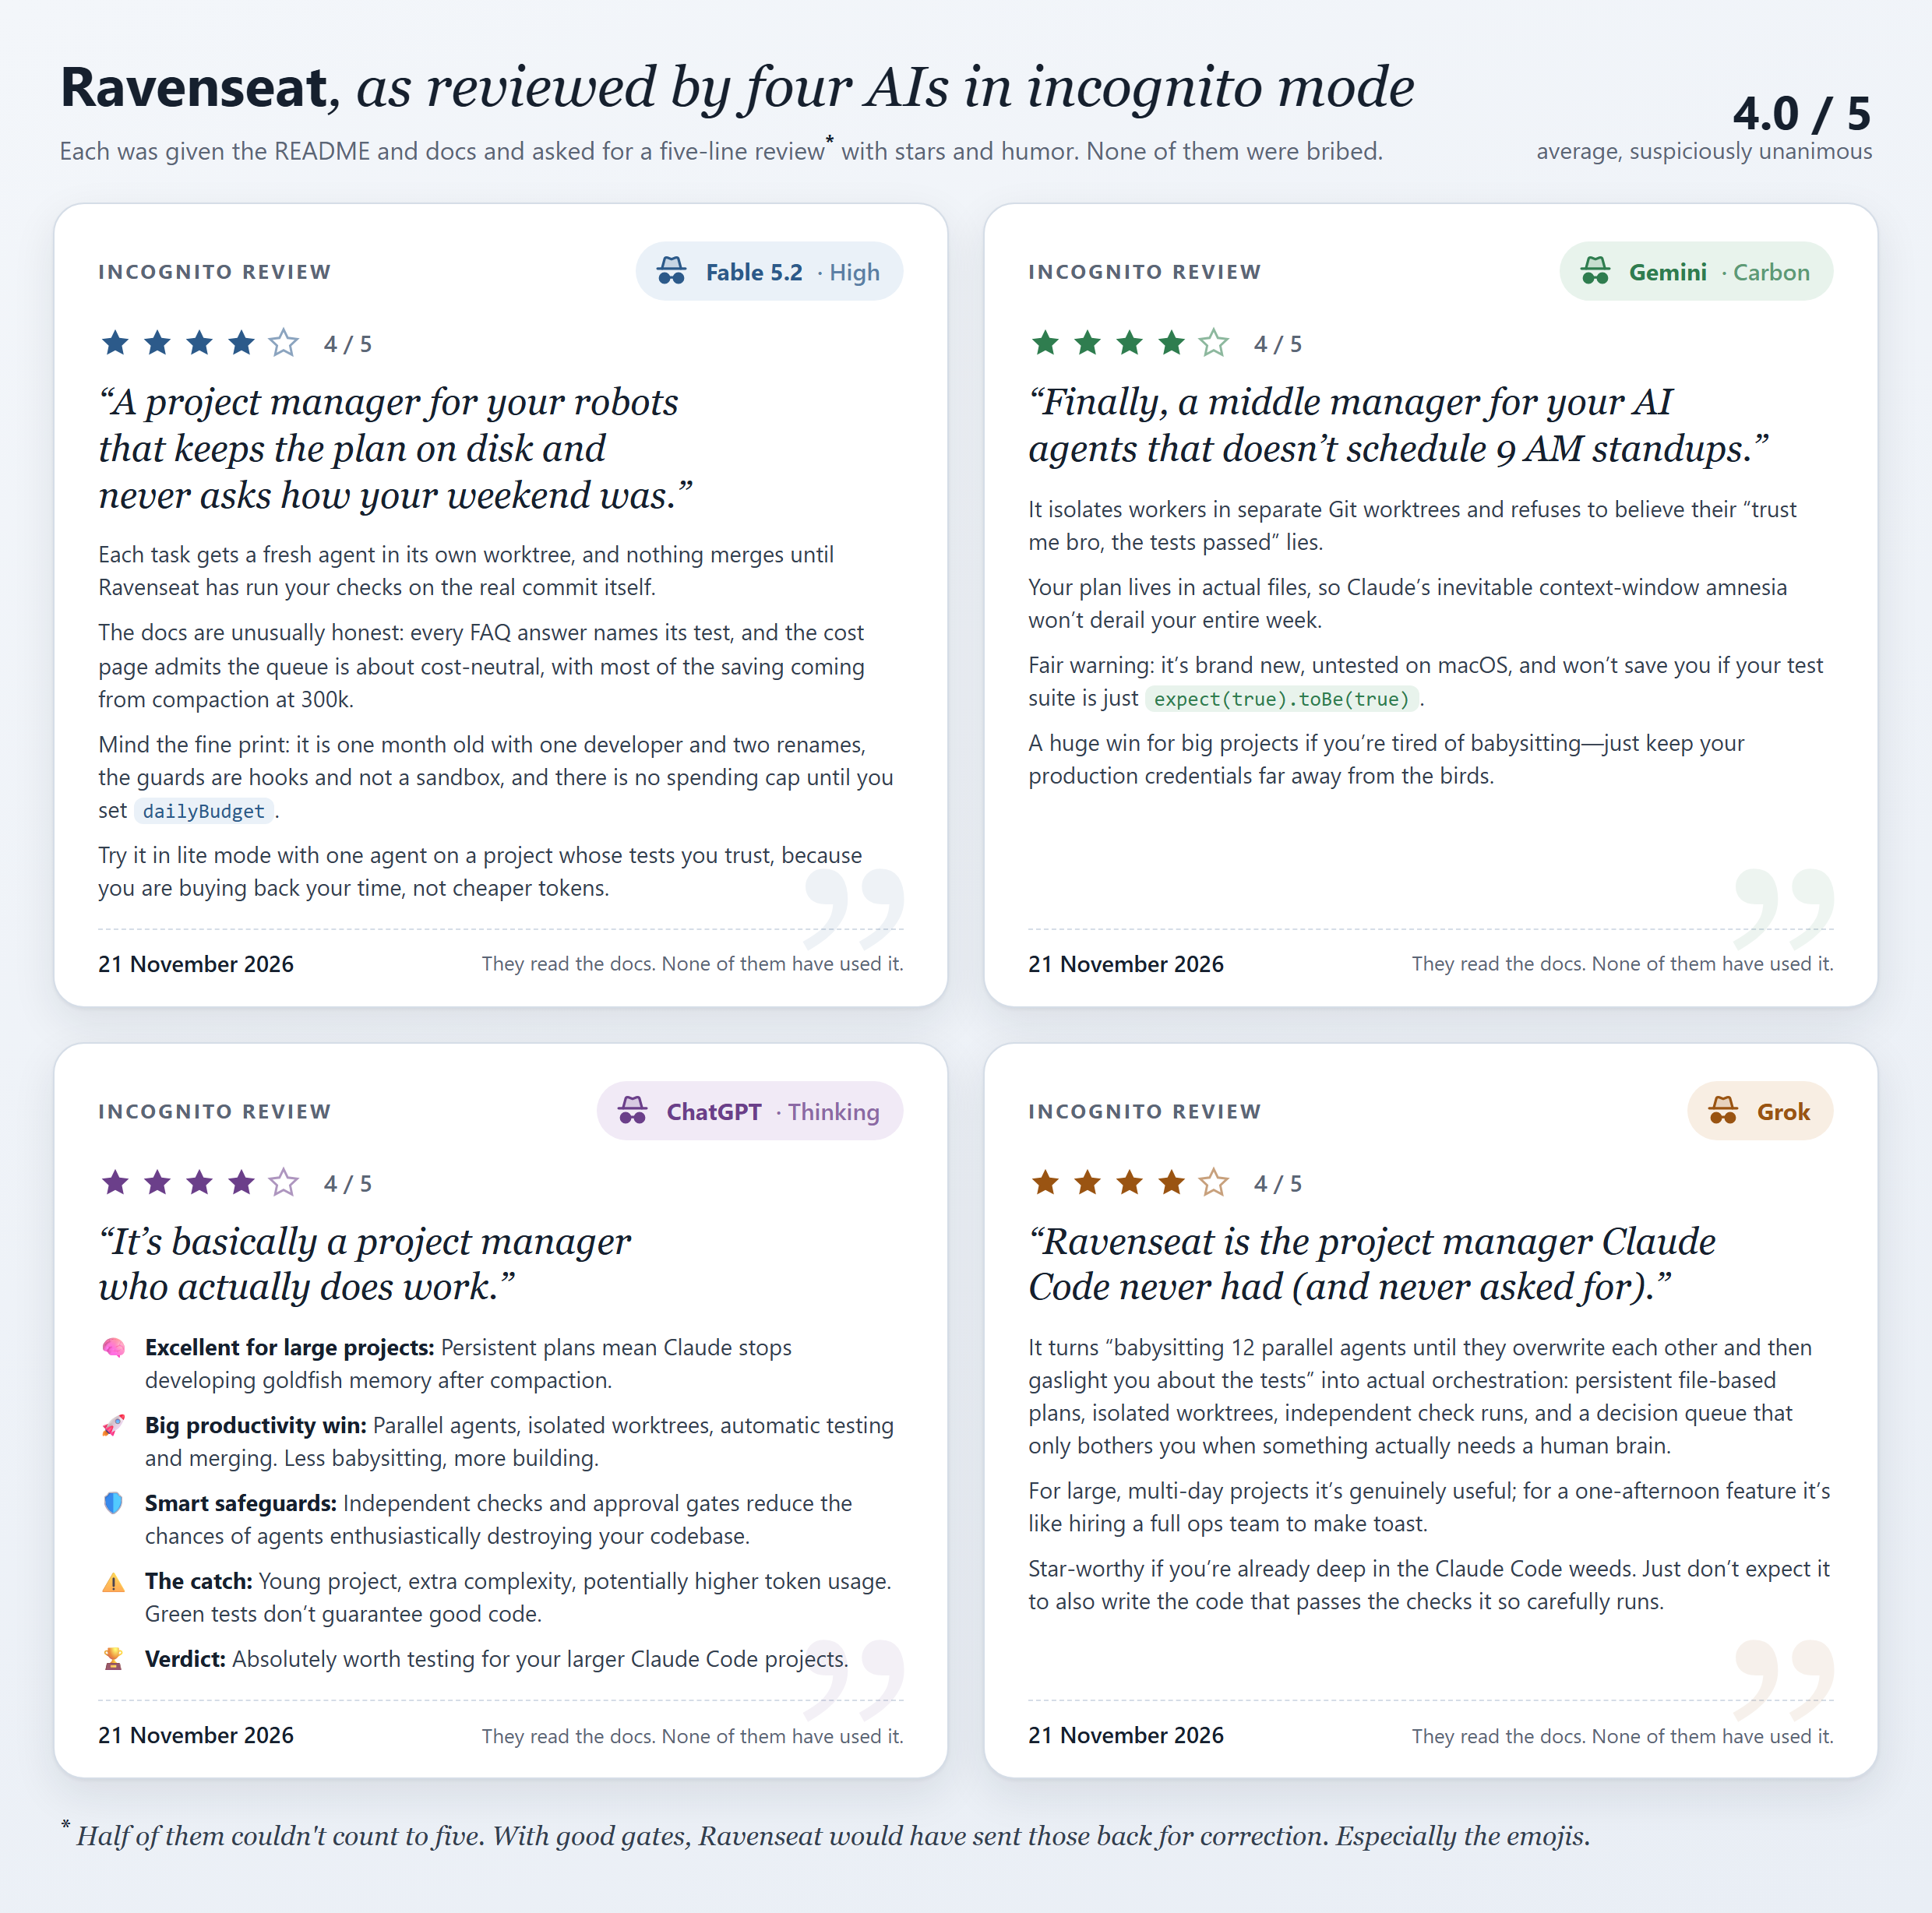 Ravenseat, as reviewed by four AIs in incognito mode
Each was given the README and docs and asked for a five-line review* with stars and humor. None of them were bribed.
4.0 / 5
average, suspiciously unanimous
INCOGNITO REVIEW
Fable 5.2 · High
4 / 5
“A project manager for your robots
that keeps the plan on disk and
never asks how your weekend was.”
Each task gets a fresh agent in its own worktree, and nothing merges until
Ravenseat has run your checks on the real commit itself.
The docs are unusually honest: every FAQ answer names its test, and the cost
page admits the queue is about cost-neutral, with most of the saving coming
from compaction at 300k.
Mind the fine print: it is one month old with one developer and two renames,
the guards are hooks and not a sandbox, and there is no spending cap until you
set dailyBudget.
Try it in lite mode with one agent on a project whose tests you trust, because
you are buying back your time, not cheaper tokens.
21 November 2026
They read the docs. None of them have used it.
INCOGNITO REVIEW
Gemini · Carbon
4 / 5
“Finally, a middle manager for your AI
agents that doesn’t schedule 9 AM standups.”
It isolates workers in separate Git worktrees and refuses to believe their “trust
me bro, the tests passed” lies.
Your plan lives in actual files, so Claude’s inevitable context-window amnesia
won’t derail your entire week.
Fair warning: it’s brand new, untested on macOS, and won’t save you if your test
suite is just expect(true).toBe(true).
A huge win for big projects if you’re tired of babysitting—just keep your
production credentials far away from the birds.
21 November 2026
They read the docs. None of them have used it.
INCOGNITO REVIEW
ChatGPT · Thinking
4 / 5
“It’s basically a project manager
who actually does work.”
🧠 Excellent for large projects: Persistent plans mean Claude stops
developing goldfish memory after compaction.
🚀 Big productivity win: Parallel agents, isolated worktrees, automatic testing
and merging. Less babysitting, more building.
🛡️ Smart safeguards: Independent checks and approval gates reduce the
chances of agents enthusiastically destroying your codebase.
⚠️ The catch: Young project, extra complexity, potentially higher token usage.
Green tests don’t guarantee good code.
🏆 Verdict: Absolutely worth testing for your larger Claude Code projects.
21 November 2026
They read the docs. None of them have used it.
INCOGNITO REVIEW
Grok
4 / 5
“Ravenseat is the project manager Claude
Code never had (and never asked for).”
It turns “babysitting 12 parallel agents until they overwrite each other and then
gaslight you about the tests” into actual orchestration: persistent file-based
plans, isolated worktrees, independent check runs, and a decision queue that
only bothers you when something actually needs a human brain.
For large, multi-day projects it’s genuinely useful; for a one-afternoon feature it’s
like hiring a full ops team to make toast.
Star-worthy if you’re already deep in the Claude Code weeds. Just don’t expect it
to also write the code that passes the checks it so carefully runs.
21 November 2026
They read the docs. None of them have used it.
* Half of them couldn't count to five. With good gates, Ravenseat would have sent those back for correction. Especially the emojis.